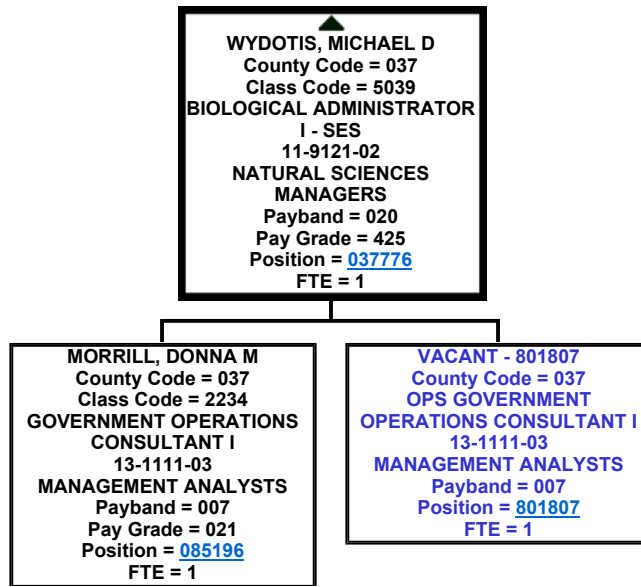 WYDOTIS, MICHAEL D
County Code = 037
Class Code = 5039
BIOLOGICAL ADMINISTRATOR
I - SES
11-9121-02
NATURAL SCIENCES
MANAGERS
Payband = 020
Pay Grade = 425
Position = 037776
FTE = 1
MORRILL, DONNA M
County Code = 037
Class Code = 2234
GOVERNMENT OPERATIONS
CONSULTANT I
13-1111-03
MANAGEMENT ANALYSTS
Payband = 007
Pay Grade = 021
Position = 085196
FTE = 1
VACANT - 801807
County Code = 037
OPS GOVERNMENT
OPERATIONS CONSULTANT I
13-1111-03
MANAGEMENT ANALYSTS
Payband = 007
Position = 801807
FTE = 1